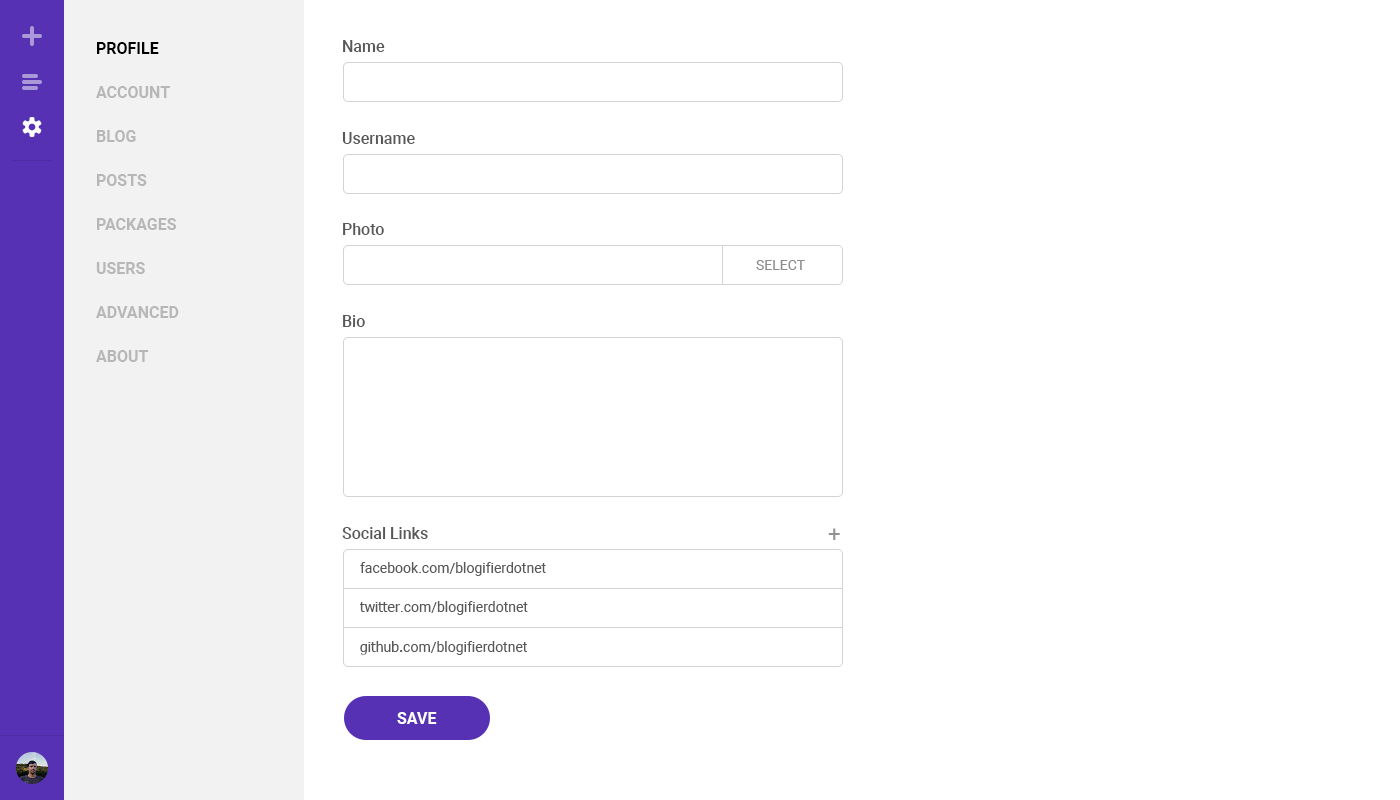 PROFILE
ACCOUNT
BLOG
POSTS
PACKAGES
USERS
ADVANCED
ABOUT
Name
Username
Photo
SELECT
Bio
Social Links
facebook.com/blogifierdotnet
twitter.com/blogifierdotnet
github.com/blogifierdotnet
SAVE